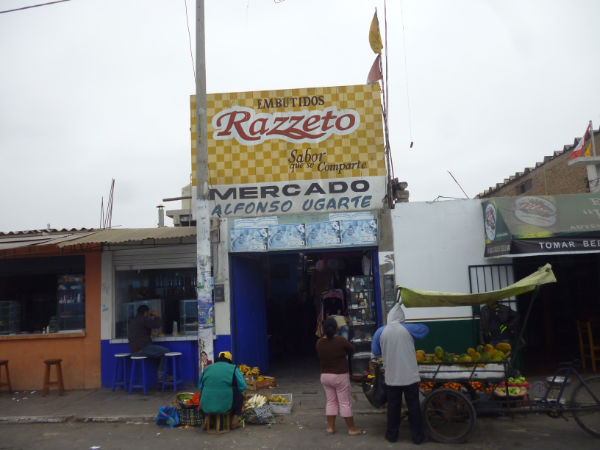 EMBUTIDOS
Razzeto
Sabor
que se Comparte
MERCADO
ALFONSO UGARTE
TOMAR BE